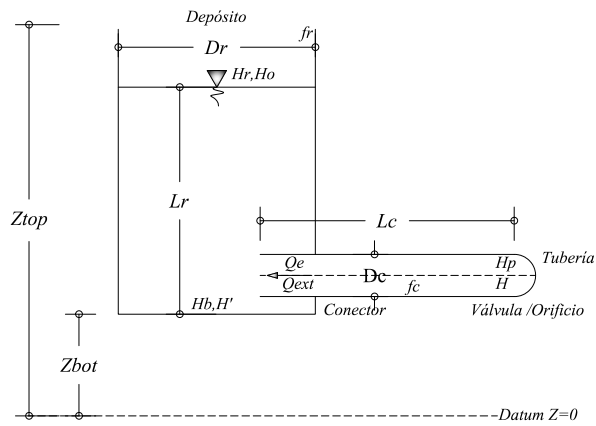 Depósito
fr
Dr
Hr,Ho
Ztop
Lr
Lc
Qe
Hp
Tubería
Dc
Qext
fc
H
Hb,H'
Conector
Válvula /Orificio
Zbot
Datum Z=0